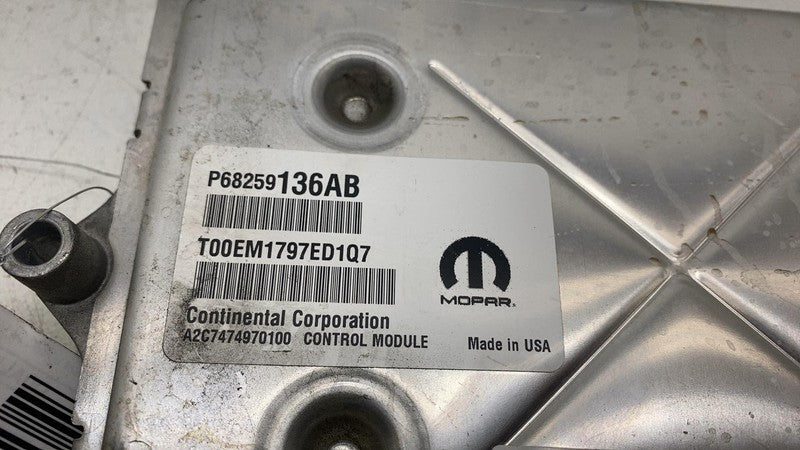 P68259136AB
T00EM1797ED1Q7
MOPAR
Continental Corporation
A2C7474970100 CONTROL MODULE
Made in USA